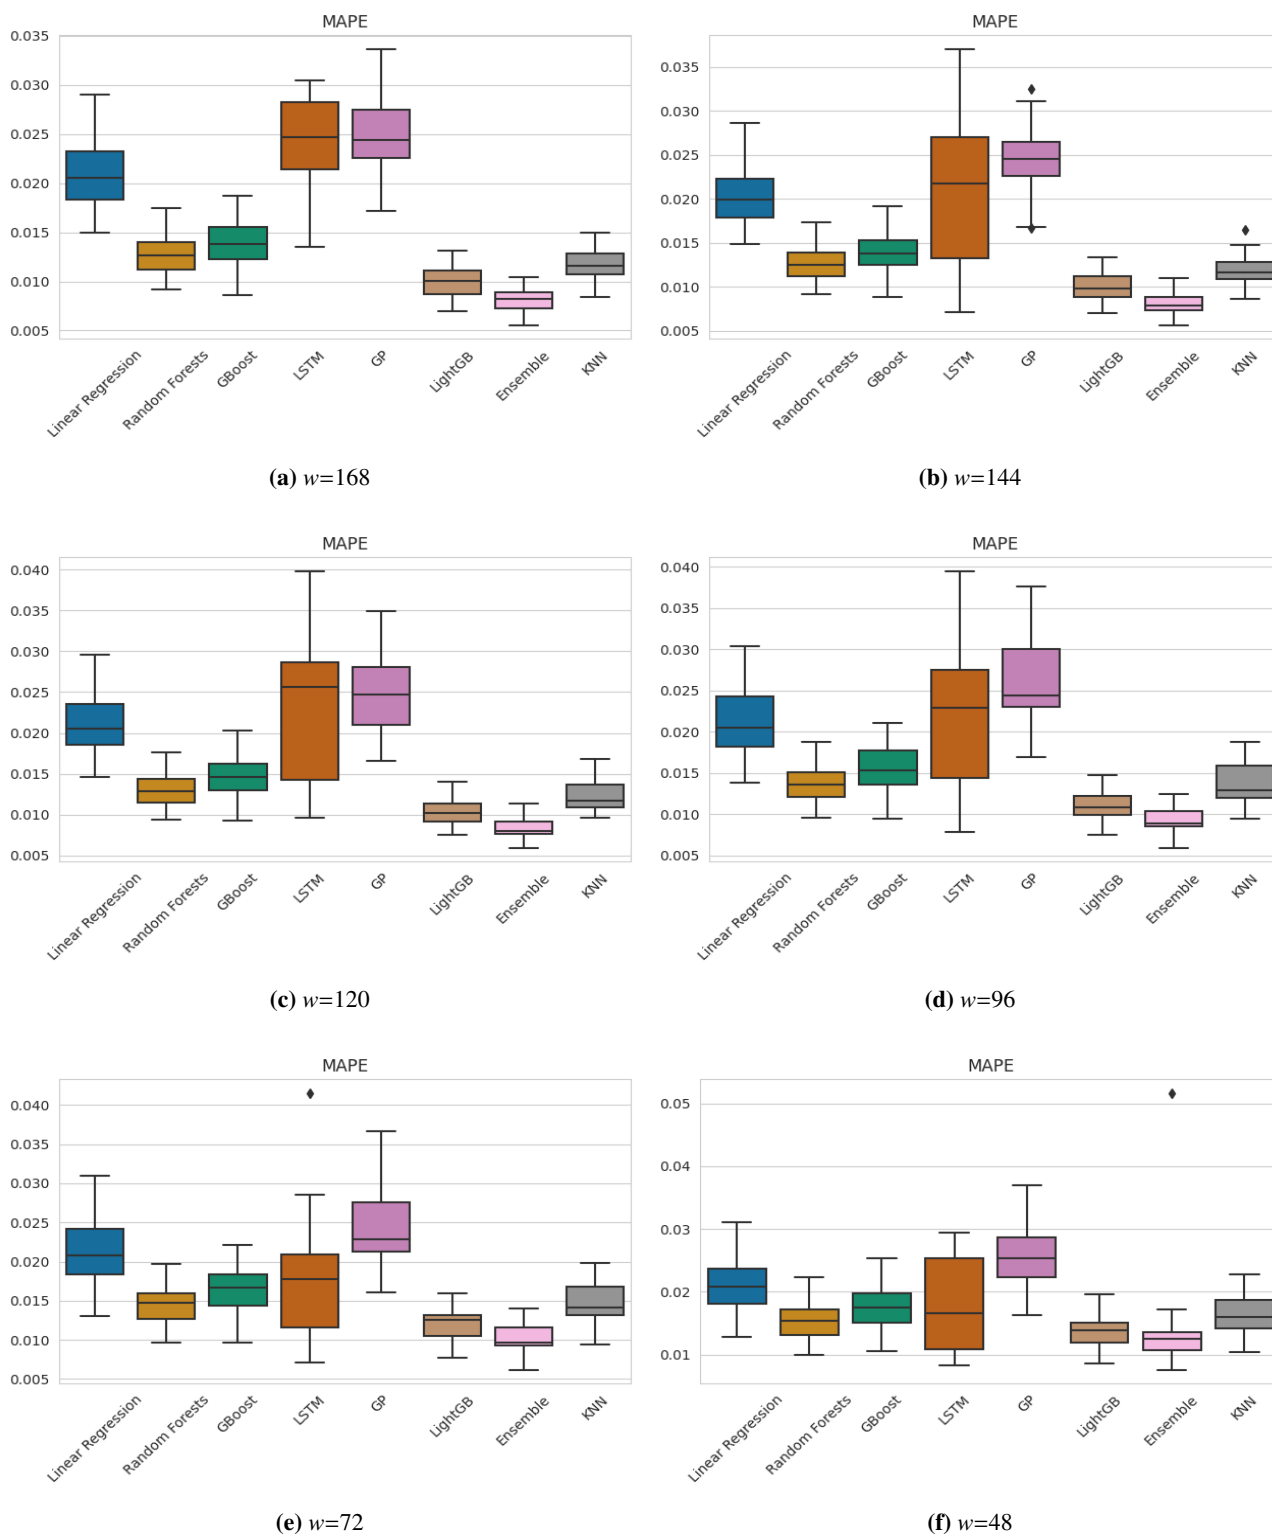 MAPE
0.035
0.030
0.025
0.020
0.015
0.010
0.005
Linear Regression
Random Forests
GBoost
LSTM
GP
LightGB
Ensemble
KNN
(a) w=168
MAPE
0.035
0.030
0.025
0.020
0.015
0.010
0.005
Linear Regression
Random Forests
GBoost
LSTM
GP
LightGB
Ensemble
KNN
(b) w=144
MAPE
0.040
0.035
0.030
0.025
0.020
0.015
0.010
0.005
Linear Regression
Random Forests
GBoost
LSTM
GP
LightGB
Ensemble
KNN
(c) w=120
MAPE
0.040
0.035
0.030
0.025
0.020
0.015
0.010
0.005
Linear Regression
Random Forests
GBoost
LSTM
GP
LightGB
Ensemble
KNN
(d) w=96
MAPE
0.040
0.035
0.030
0.025
0.020
0.015
0.010
0.005
Linear Regression
Random Forests
GBoost
LSTM
GP
LightGB
Ensemble
KNN
(e) w=72
MAPE
0.05
0.04
0.03
0.02
0.01
Linear Regression
Random Forests
GBoost
LSTM
GP
LightGB
Ensemble
KNN
(f) w=48